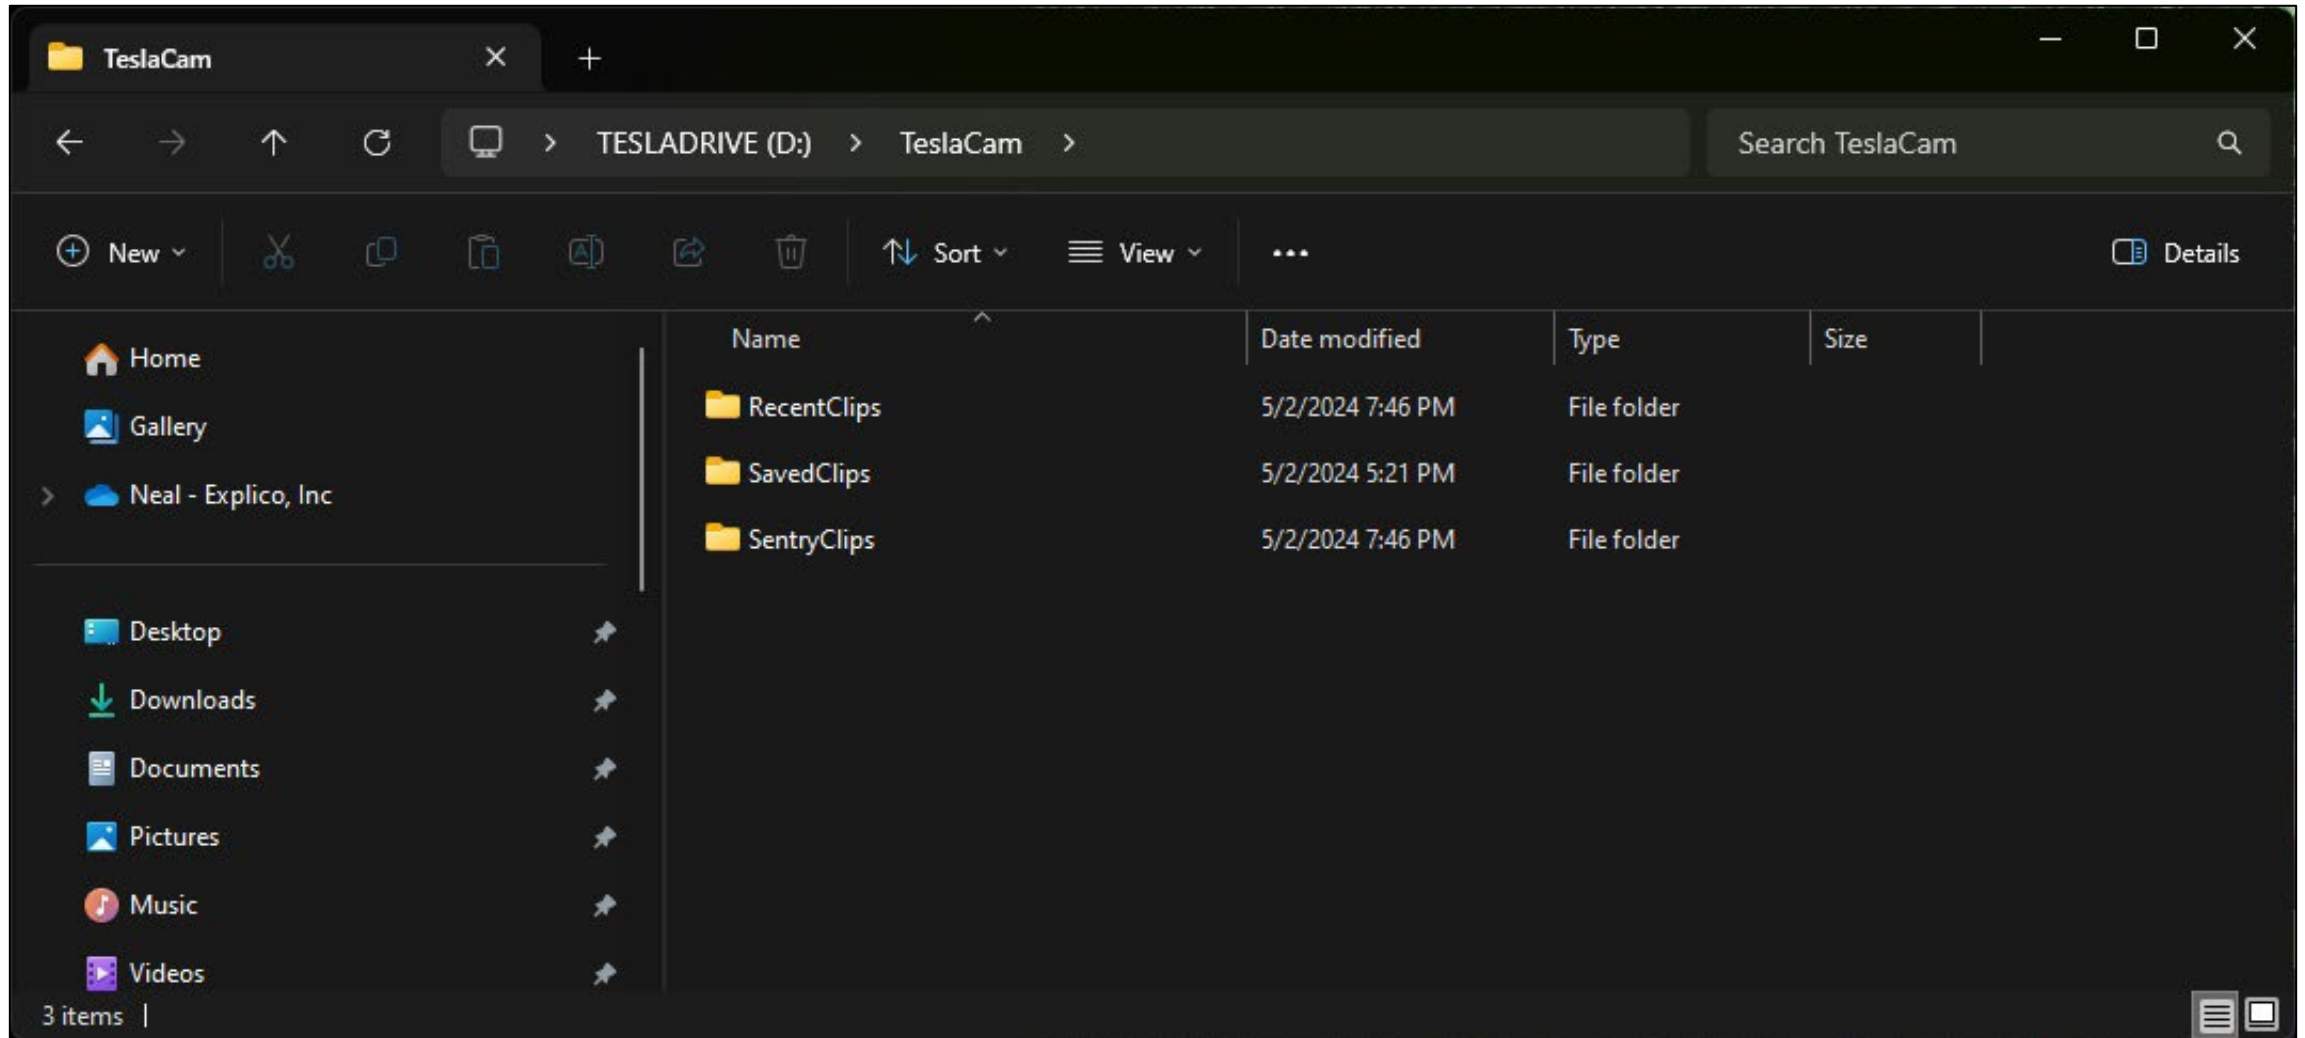 TeslaCam
TESLADRIVE (D:) > TeslaCam >
Search TeslaCam
New
Sort
View
Details
Name
Date modified
Type
Size
Home
Gallery
Neal - Explico, Inc
Desktop
Downloads
Documents
Pictures
Music
Videos
RecentClips 5/2/2024 7:46 PM File folder
SavedClips 5/2/2024 5:21 PM File folder
SentryClips 5/2/2024 7:46 PM File folder
3 items